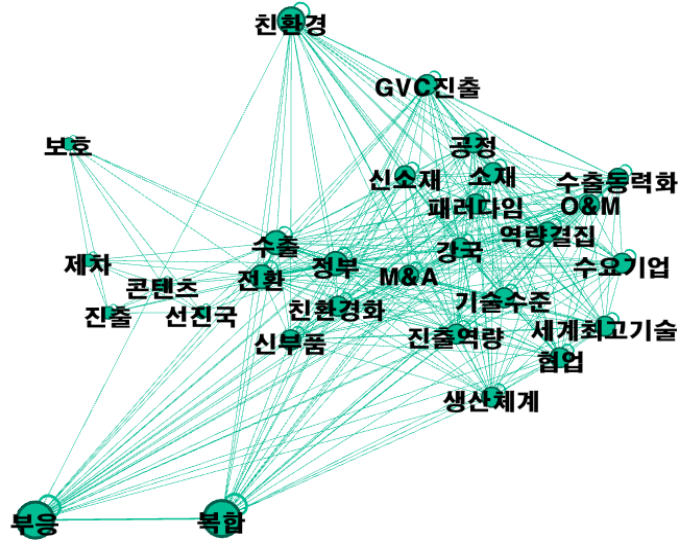 친환경
GVC진출
보호
공정
신소재
소재
수출동력화
패러다임
O&M
수출
강국
역량결집
제차
전환
정부
M&A
수요기업
콘텐츠
친환경화
기술수준
진출
선진국
신부품
진출역량
세계최고기술
협업
생산체계
부응
복합